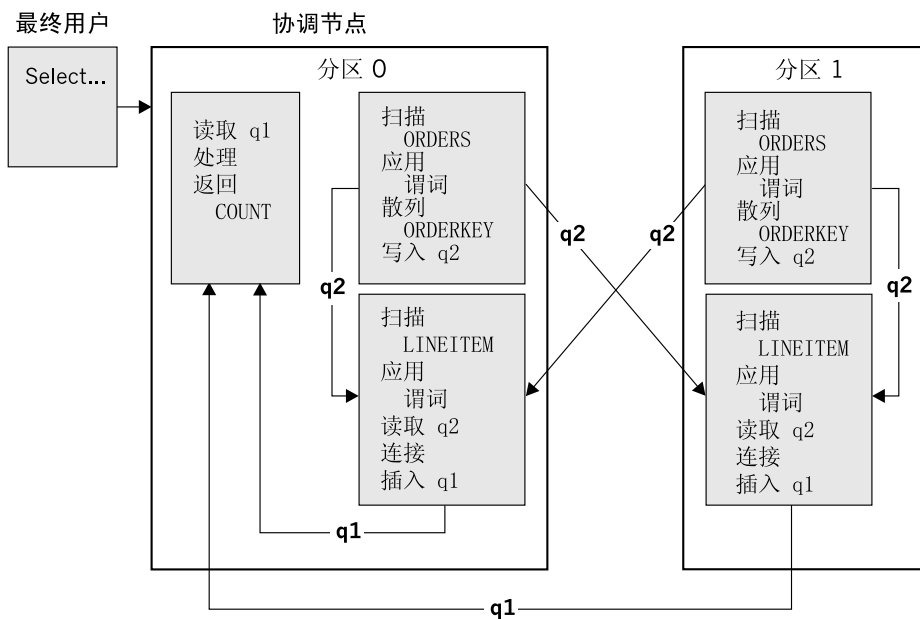 最终用户
协调节点
Select...
分区 0
读取 q1
处理
返回
COUNT
扫描
ORDERS
应用
谓词
散列
ORDERKEY
写入 q2
q2
扫描
LINEITEM
应用
谓词
读取 q2
连接
插入 q1
q1
q2
q2
分区 1
扫描
ORDERS
应用
谓词
散列
ORDERKEY
写入 q2
q2
扫描
LINEITEM
应用
谓词
读取 q2
连接
插入 q1
q1